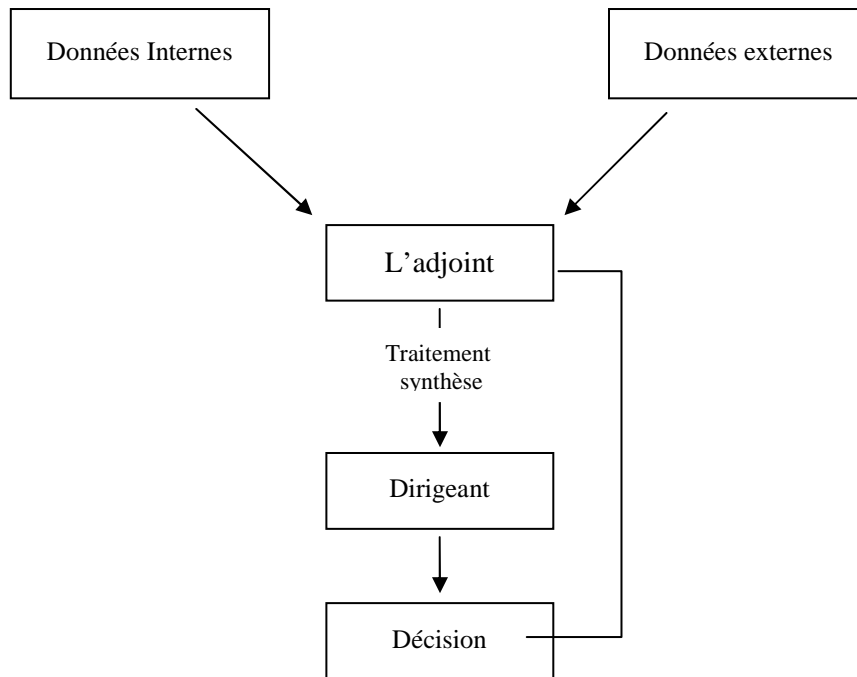 Données Internes
Données externes
L’adjoint
Traitement
synthèse
Dirigeant
Décision